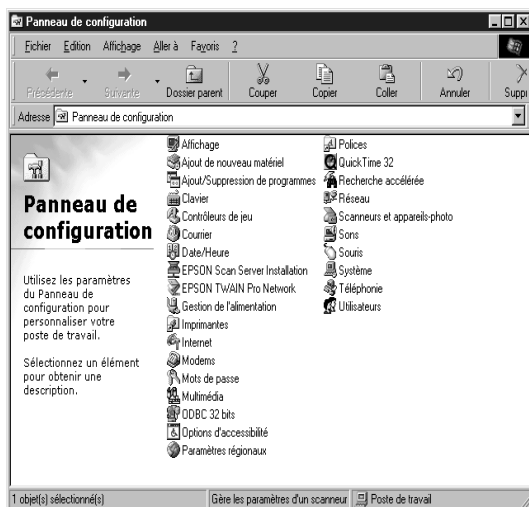 Panneau de configuration
Fichier Edition Affichage Aller à Favoris ?
Précédente Suivante Dossier parent Couper Copier Coller Annuler Suppri
Adresse Panneau de configuration
Panneau de configuration
Utilisez les paramètres
du Panneau de
configuration pour
personnaliser votre
poste de travail.
Sélectionnez un élément
pour obtenir une
description.
Affichage
Ajout de nouveau matériel
Ajout/Suppression de programmes
Clavier
Contrôleurs de jeu
Courrier
Date/Heure
EPSON Scan Server Installation
EPSON TWAIN Pro Network
Gestion de l'alimentation
Imprimantes
Internet
Modems
Mots de passe
Multimédia
ODBC 32 bits
Options d'accessibilité
Paramètres régionaux
Polices
QuickTime 32
Recherche accélérée
Réseau
Scanneurs et appareils-photo
Sons
Souris
Système
Téléphonie
Utilisateurs
1 objet(s) sélectionné(s) Gère les paramètres d'un scanneur Poste de travail